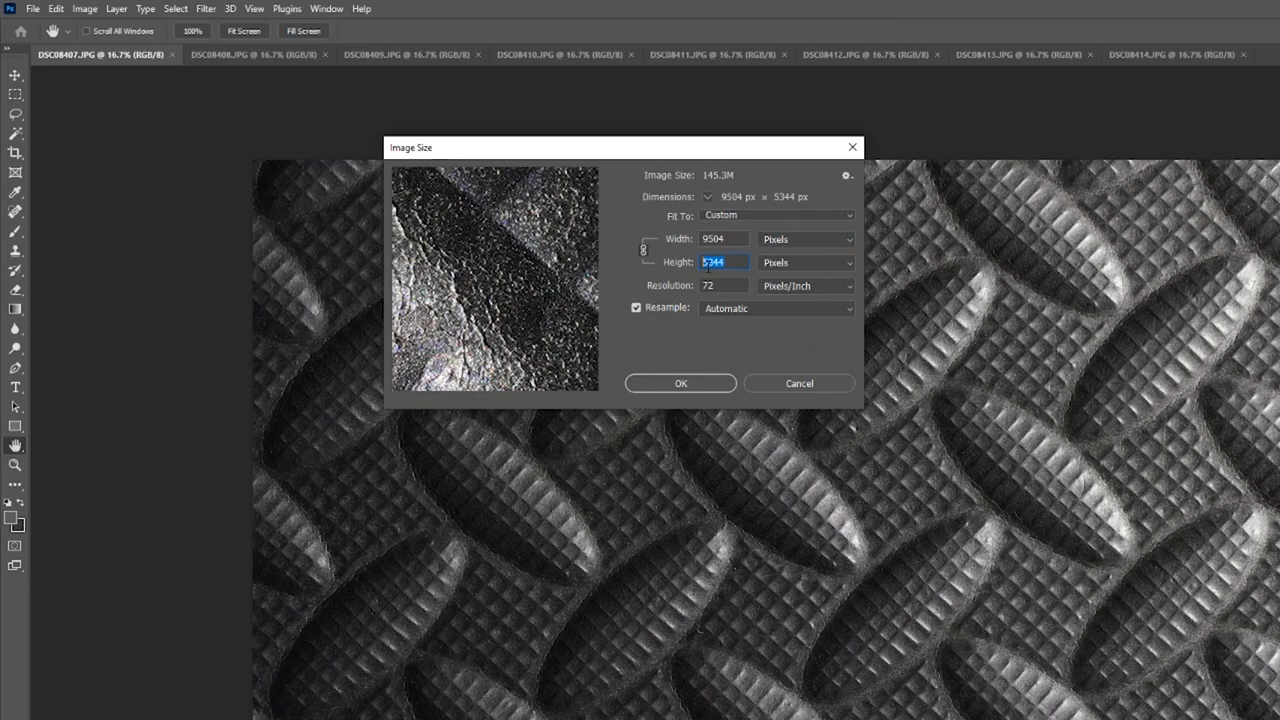 Ps File Edit Image Layer Type Select Filter 3D View Plugins Window Help
Scroll All Windows 100% Fit Screen Fill Screen
DSC08407.JPG @ 16.7% (RGB/8) × DSC08408.JPG @ 16.7% (RGB/8) × DSC08409.JPG @ 16.7% (RGB/8) × DSC08410.JPG @ 16.7% (RGB/8) × DSC08411.JPG @ 16.7% (RGB/8) × DSC08412.JPG @ 16.7% (RGB/8) × DSC08413.JPG @ 16.7% (RGB/8) × DSC08414.JPG @ 16.7% (RGB/8) ×
Image Size
Image Size: 145.3M
Dimensions: 9504 px × 5344 px
Fit To: Custom
Width: 9504 Pixels
Height: 5344 Pixels
Resolution: 72 Pixels/Inch
Resample: Automatic
OK Cancel